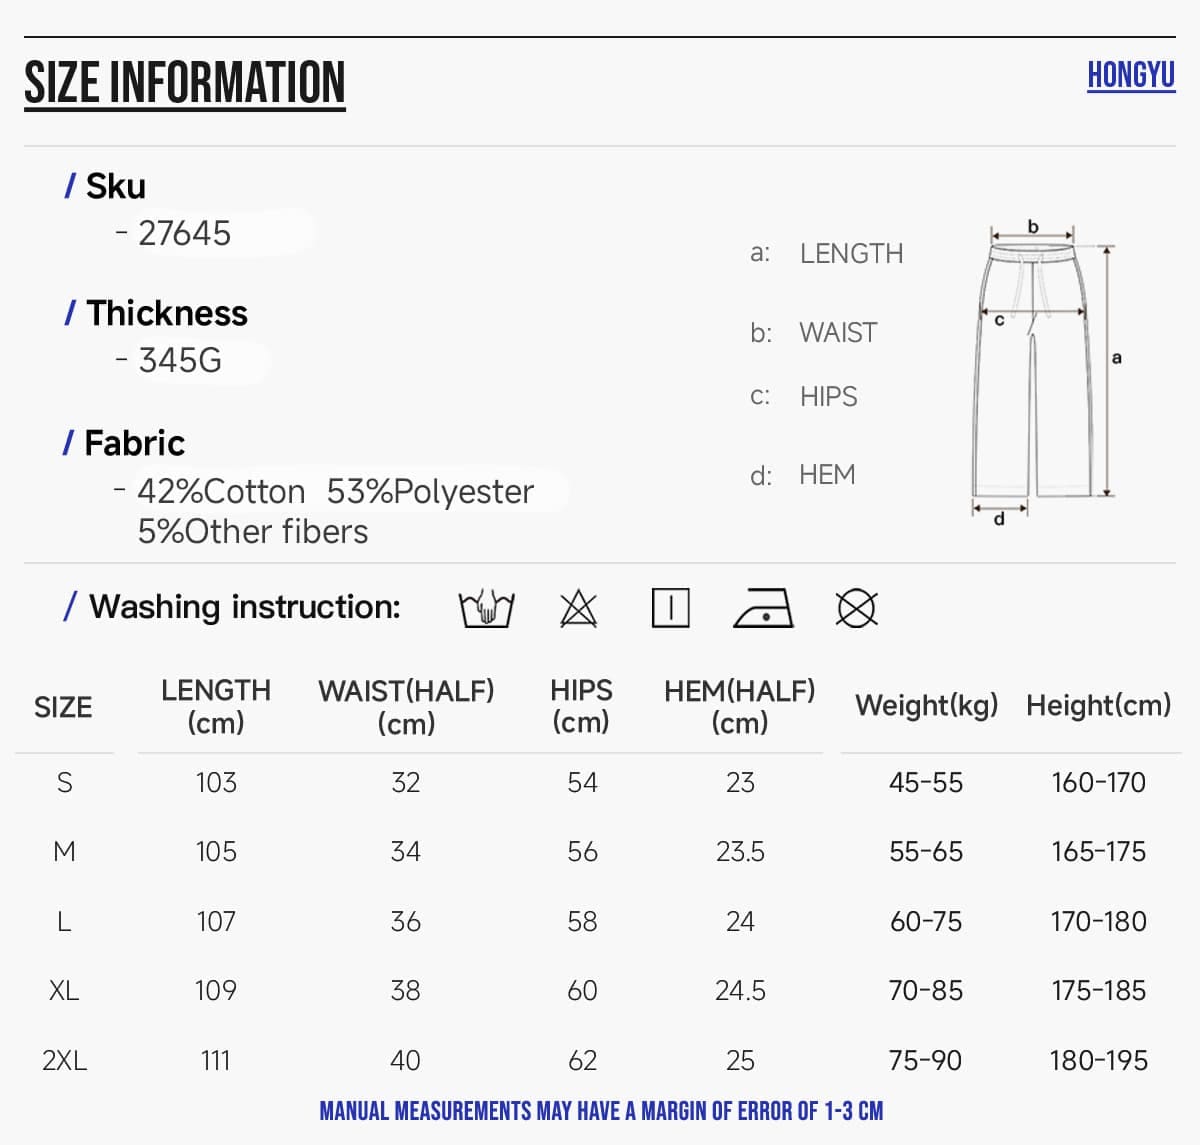 SIZE INFORMATION
HONGYU
/ Sku
- 27645
/ Thickness
- 345G
/ Fabric
- 42%Cotton 53%Polyester
5%Other fibers
a: LENGTH
b: WAIST
c: HIPS
d: HEM
b
c
a
d
/ Washing instruction:
SIZE LENGTH (cm) WAIST(HALF) (cm) HIPS (cm) HEM(HALF) (cm) Weight(kg) Height(cm)
S 103 32 54 23 45-55 160-170
M 105 34 56 23.5 55-65 165-175
L 107 36 58 24 60-75 170-180
XL 109 38 60 24.5 70-85 175-185
2XL 111 40 62 25 75-90 180-195
MANUAL MEASUREMENTS MAY HAVE A MARGIN OF ERROR OF 1-3 CM